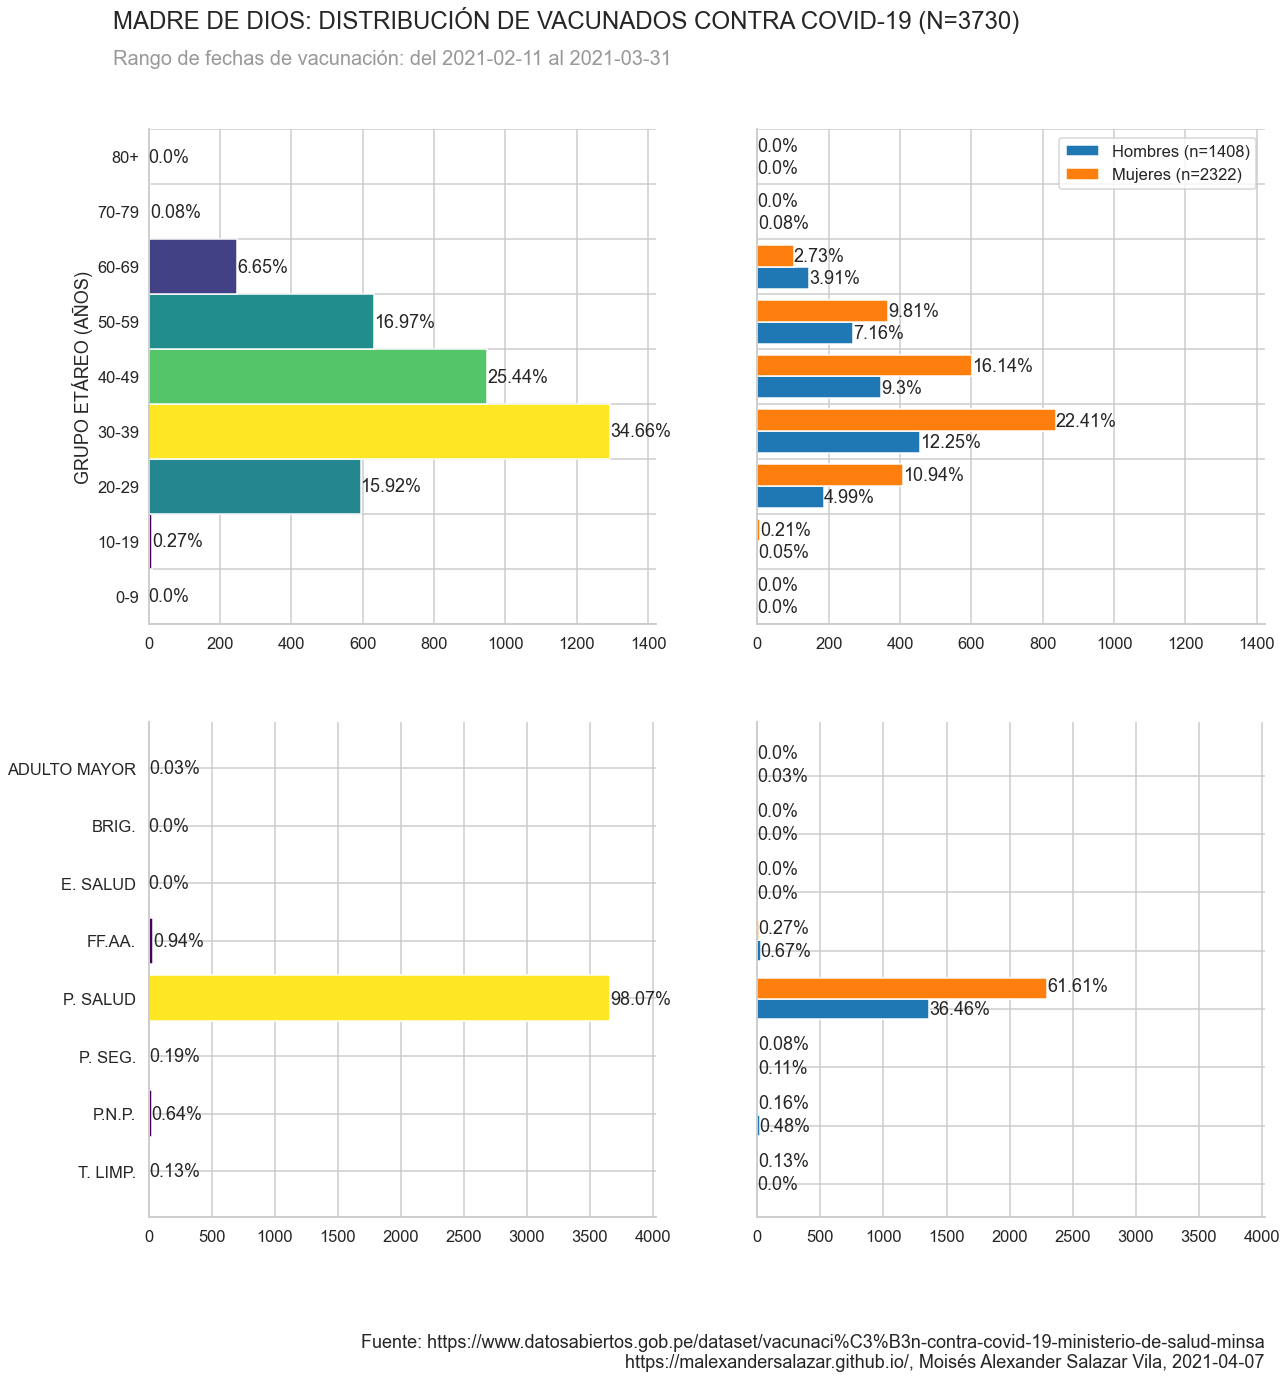 MADRE DE DIOS: DISTRIBUCIÓN DE VACUNADOS CONTRA COVID-19 (N=3730)
Rango de fechas de vacunación: del 2021-02-11 al 2021-03-31
GRUPO ETÁREO (AÑOS)
80+ 0.0%
70-79 0.08%
60-69 6.65%
50-59 16.97%
40-49 25.44%
30-39 34.66%
20-29 15.92%
10-19 0.27%
0-9 0.0%
0 200 400 600 800 1000 1200 1400
Hombres (n=1408)
Mujeres (n=2322)
0.0%
0.0%
0.0%
0.08%
2.73%
3.91%
9.81%
7.16%
16.14%
9.3%
22.41%
12.25%
10.94%
4.99%
0.21%
0.05%
0.0%
0.0%
0 200 400 600 800 1000 1200 1400
ADULTO MAYOR 0.03%
BRIG. 0.0%
E. SALUD 0.0%
FF.AA. 0.94%
P. SALUD 98.07%
P. SEG. 0.19%
P.N.P. 0.64%
T. LIMP. 0.13%
0 500 1000 1500 2000 2500 3000 3500 4000
0.0%
0.03%
0.0%
0.0%
0.0%
0.0%
0.27%
0.67%
61.61%
36.46%
0.08%
0.11%
0.16%
0.48%
0.13%
0.0%
0 500 1000 1500 2000 2500 3000 3500 4000
Fuente: https://www.datosabiertos.gob.pe/dataset/vacunaci%C3%B3n-contra-covid-19-ministerio-de-salud-minsa
https://malexandersalazar.github.io/, Moisés Alexander Salazar Vila, 2021-04-07